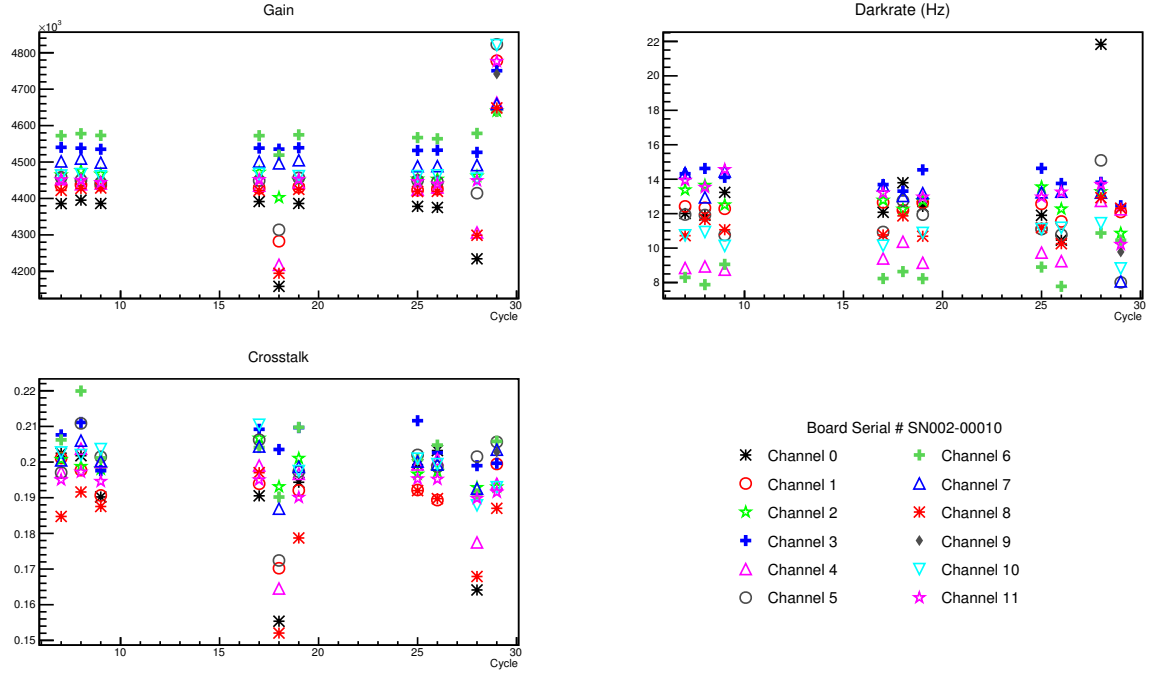 Gain
×10³
4800
4700
4600
4500
4400
4300
4200
10 15 20 25 30
Cycle
Darkrate (Hz)
22
20
18
16
14
12
10
8
10 15 20 25 30
Cycle
Crosstalk
0.22
0.21
0.2
0.19
0.18
0.17
0.16
0.15
10 15 20 25 30
Cycle
Board Serial # SN002-00010
Channel 0 Channel 6
Channel 1 Channel 7
Channel 2 Channel 8
Channel 3 Channel 9
Channel 4 Channel 10
Channel 5 Channel 11